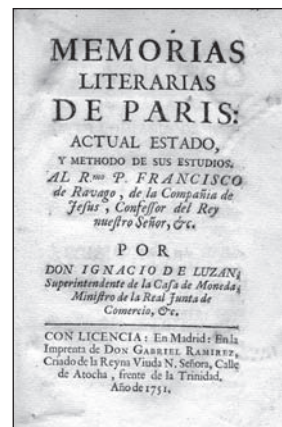 MEMORIAS
LITERARIAS
DE PARIS:
ACTUAL ESTADO,
Y METHODO DE SUS ESTUDIOS.
AL R.mo P. FRANCISCO
de Ravago, de la Compañia de
Jesus, Confessor del Rey
nuestro Señor, &c.
POR
DON IGNACIO DE LUZAN,
Superintendente de la Casa de Moneda,
Ministro de la Real Junta de
Comercio, &c.
CON LICENCIA: En Madrid: En la
Imprenta de DON GABRIEL RAMIREZ,
Criado de la Reyna Viuda N. Señora, Calle
de Atocha, frente de la Trinidad.
Año de 1751.